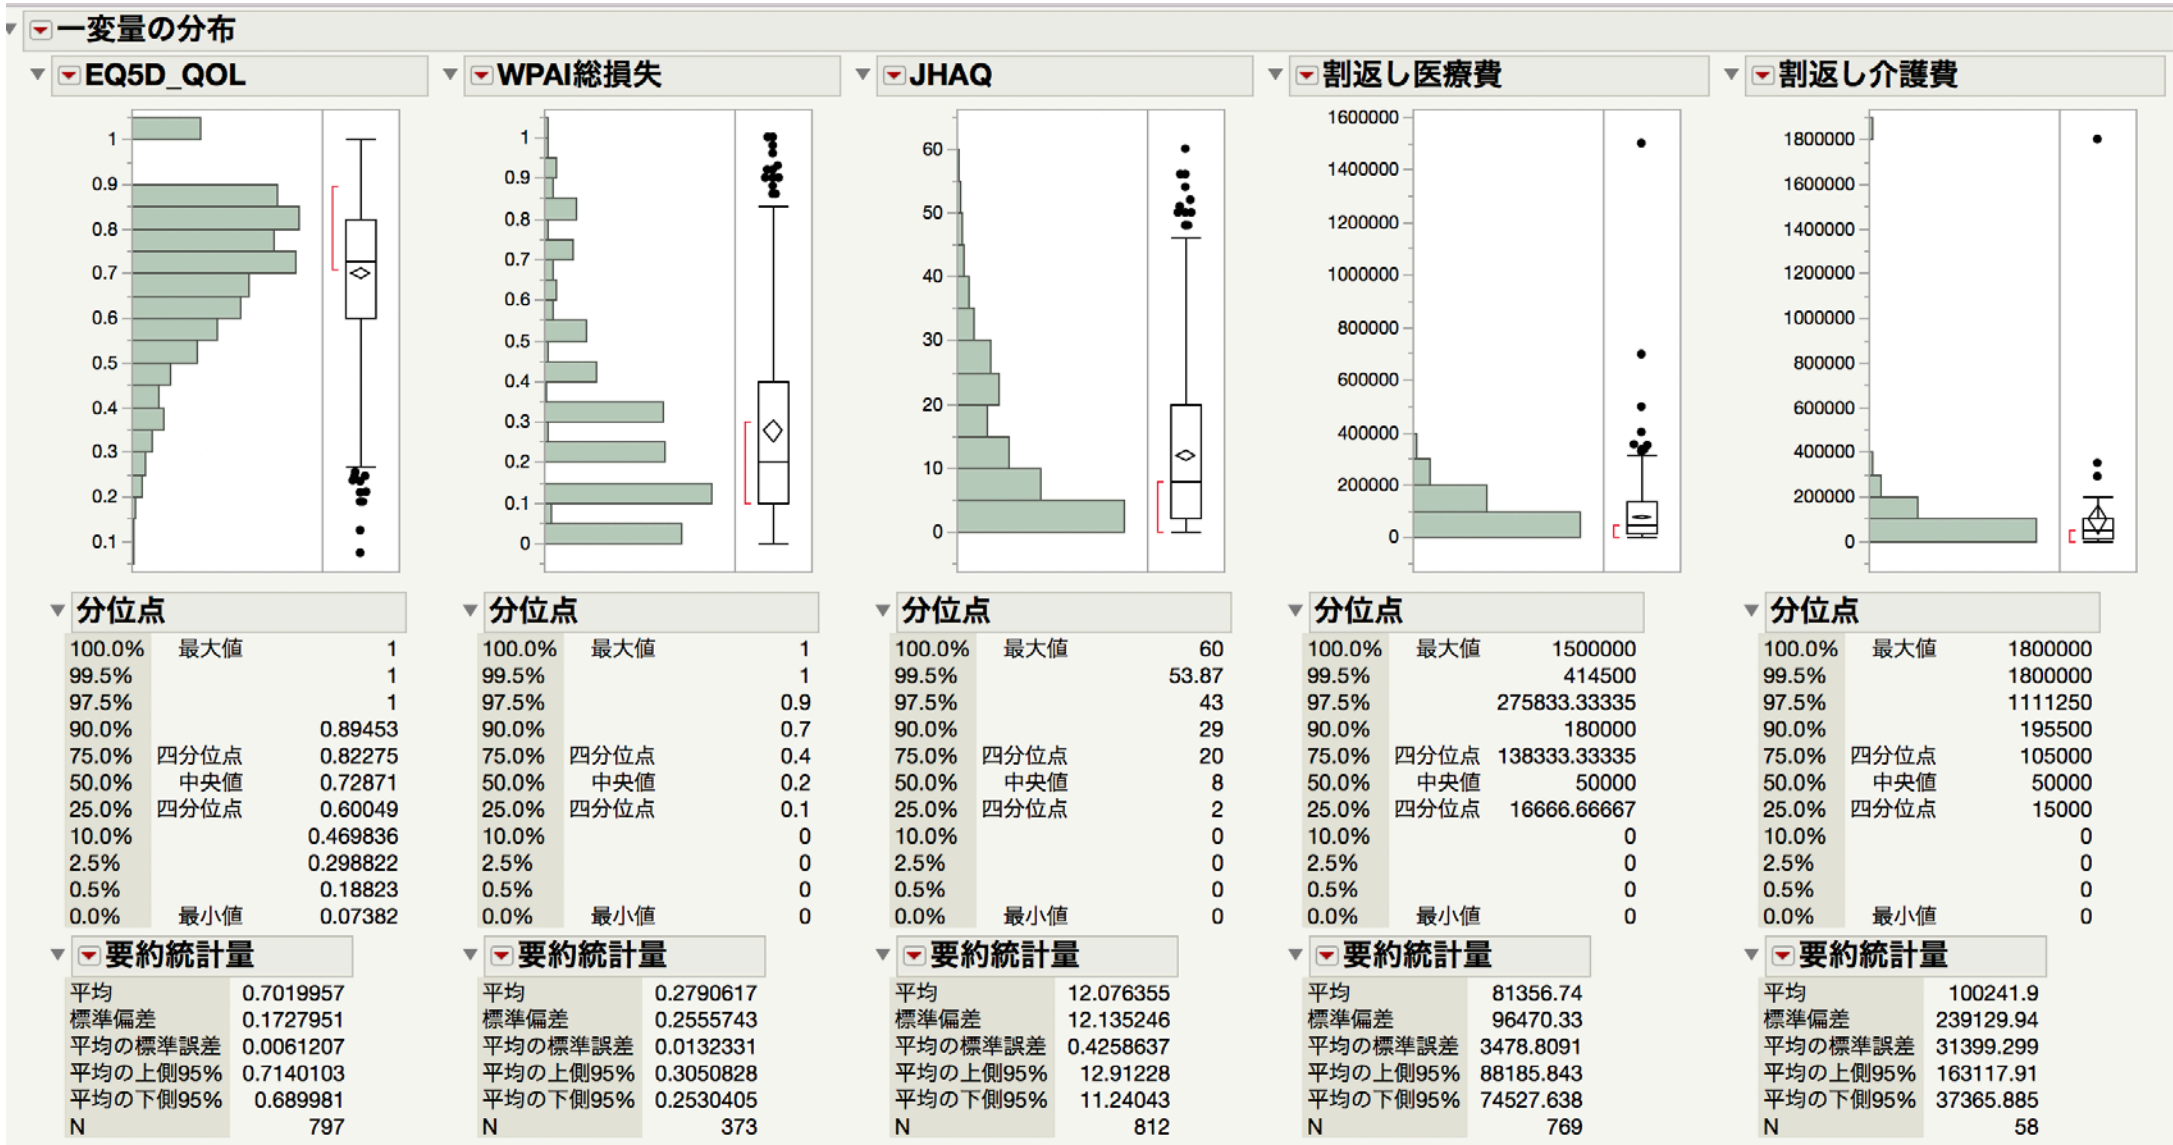 一変量の分布
EQ5D_QOL
1
0.9
0.8
0.7
0.6
0.5
0.4
0.3
0.2
0.1
分位点
100.0% 最大値 1
99.5% 1
97.5% 1
90.0% 0.89453
75.0% 四分位点 0.82275
50.0% 中央値 0.72871
25.0% 四分位点 0.60049
10.0% 0.469836
2.5% 0.298822
0.5% 0.18823
0.0% 最小値 0.07382
要約統計量
平均 0.7019957
標準偏差 0.1727951
平均の標準誤差 0.0061207
平均の上側95% 0.7140103
平均の下側95% 0.689981
N 797
WPAI総損失
1
0.9
0.8
0.7
0.6
0.5
0.4
0.3
0.2
0.1
0
分位点
100.0% 最大値 1
99.5% 1
97.5% 0.9
90.0% 0.7
75.0% 四分位点 0.4
50.0% 中央値 0.2
25.0% 四分位点 0.1
10.0% 0
2.5% 0
0.5% 0
0.0% 最小値 0
要約統計量
平均 0.2790617
標準偏差 0.2555743
平均の標準誤差 0.0132331
平均の上側95% 0.3050828
平均の下側95% 0.2530405
N 373
JHAQ
60
50
40
30
20
10
0
分位点
100.0% 最大値 60
99.5% 53.87
97.5% 43
90.0% 29
75.0% 四分位点 20
50.0% 中央値 8
25.0% 四分位点 2
10.0% 0
2.5% 0
0.5% 0
0.0% 最小値 0
要約統計量
平均 12.076355
標準偏差 12.135246
平均の標準誤差 0.4258637
平均の上側95% 12.91228
平均の下側95% 11.24043
N 812
割返し医療費
1600000
1400000
1200000
1000000
800000
600000
400000
200000
0
分位点
100.0% 最大値 1500000
99.5% 414500
97.5% 275833.33335
90.0% 180000
75.0% 四分位点 138333.33335
50.0% 中央値 50000
25.0% 四分位点 16666.66667
10.0% 0
2.5% 0
0.5% 0
0.0% 最小値 0
要約統計量
平均 81356.74
標準偏差 96470.33
平均の標準誤差 3478.8091
平均の上側95% 88185.843
平均の下側95% 74527.638
N 769
割返し介護費
1800000
1600000
1400000
1200000
1000000
800000
600000
400000
200000
0
分位点
100.0% 最大値 1800000
99.5% 1800000
97.5% 1111250
90.0% 195500
75.0% 四分位点 105000
50.0% 中央値 50000
25.0% 四分位点 15000
10.0% 0
2.5% 0
0.5% 0
0.0% 最小値 0
要約統計量
平均 100241.9
標準偏差 239129.94
平均の標準誤差 31399.299
平均の上側95% 163117.91
平均の下側95% 37365.885
N 58